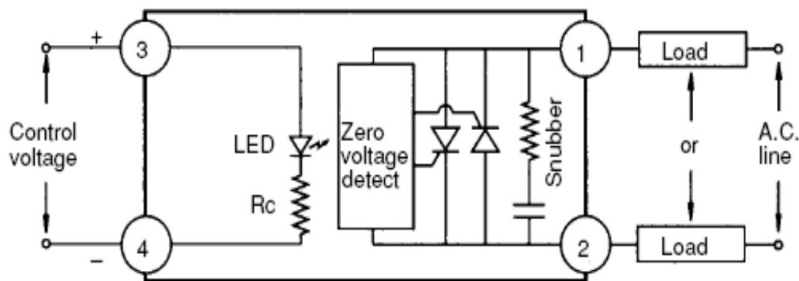 +
3
1
Load
Control
voltage
LED
Zero
voltage
detect
Snubber
or
A.C.
line
Rc
4
2
Load
–